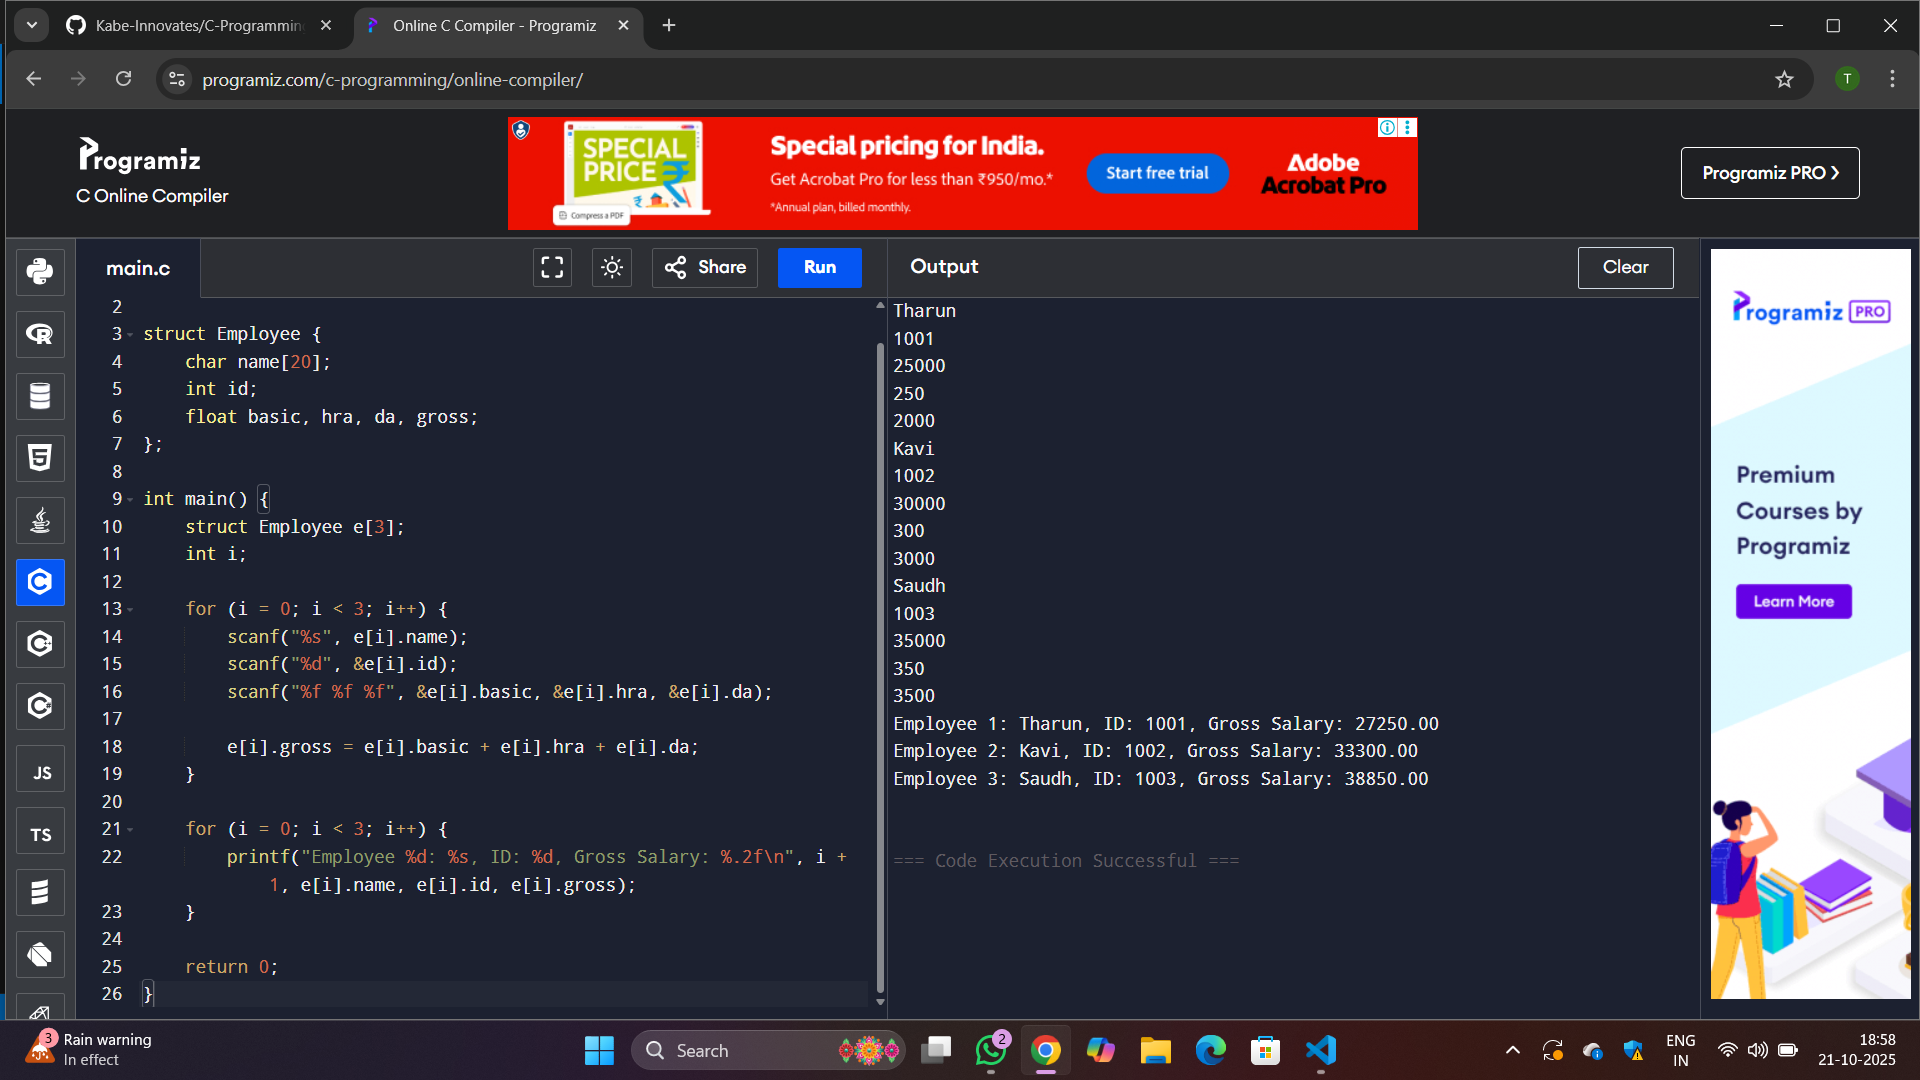 Kabe-Innovates/C-Programmin
Online C Compiler - Programiz
programiz.com/c-programming/online-compiler/
T
Programiz
C Online Compiler
SPECIAL
PRICE
Compress a PDF
Special pricing for India.
Get Acrobat Pro for less than ₹950/mo.*
*Annual plan, billed monthly.
Start free trial
Adobe
Acrobat Pro
Programiz PRO
main.c
Share
Run
Output
Clear
2
3 struct Employee {
4 char name[20];
5 int id;
6 float basic, hra, da, gross;
7 };
8
9 int main() {
10 struct Employee e[3];
11 int i;
12
13 for (i = 0; i < 3; i++) {
14 scanf("%s", e[i].name);
15 scanf("%d", &e[i].id);
16 scanf("%f %f %f", &e[i].basic, &e[i].hra, &e[i].da);
17
18 e[i].gross = e[i].basic + e[i].hra + e[i].da;
19 }
20
21 for (i = 0; i < 3; i++) {
22 printf("Employee %d: %s, ID: %d, Gross Salary: %.2f\n", i +
1, e[i].name, e[i].id, e[i].gross);
23 }
24
25 return 0;
26 }
Tharun
1001
25000
250
2000
Kavi
1002
30000
300
3000
Saudh
1003
35000
350
3500
Employee 1: Tharun, ID: 1001, Gross Salary: 27250.00
Employee 2: Kavi, ID: 1002, Gross Salary: 33300.00
Employee 3: Saudh, ID: 1003, Gross Salary: 38850.00
=== Code Execution Successful ===
R
5
C
C
C
JS
TS
Programiz PRO
Premium
Courses by
Programiz
Learn More
3
Rain warning
In effect
Search
2
ENG
IN
18:58
21-10-2025